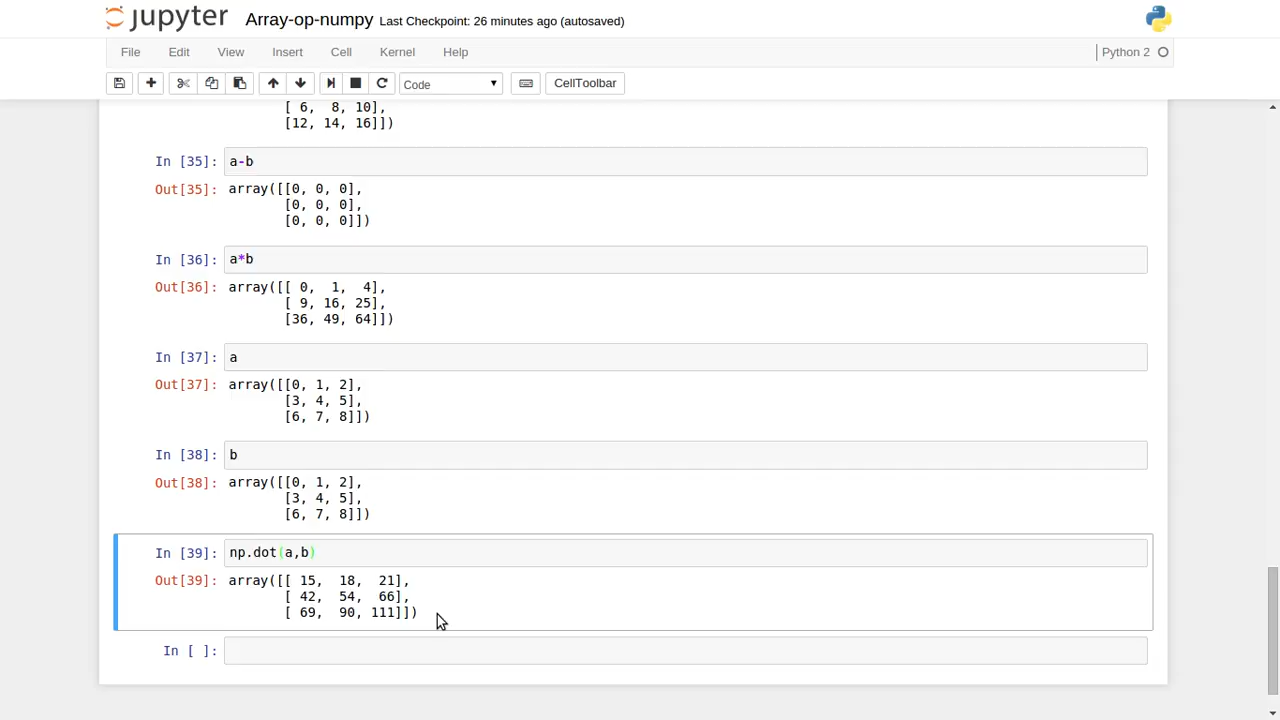 jupyter Array-op-numpy Last Checkpoint: 26 minutes ago (autosaved)
File Edit View Insert Cell Kernel Help Python 2
Code CellToolbar
[ 6,  8, 10],
[12, 14, 16]])
In [35]: a-b
Out[35]: array([[0, 0, 0],
[0, 0, 0],
[0, 0, 0]])
In [36]: a*b
Out[36]: array([[ 0,  1,  4],
[ 9, 16, 25],
[36, 49, 64]])
In [37]: a
Out[37]: array([[0, 1, 2],
[3, 4, 5],
[6, 7, 8]])
In [38]: b
Out[38]: array([[0, 1, 2],
[3, 4, 5],
[6, 7, 8]])
In [39]: np.dot(a,b)
Out[39]: array([[ 15,  18,  21],
[ 42,  54,  66],
[ 69,  90, 111]])
In [ ]: